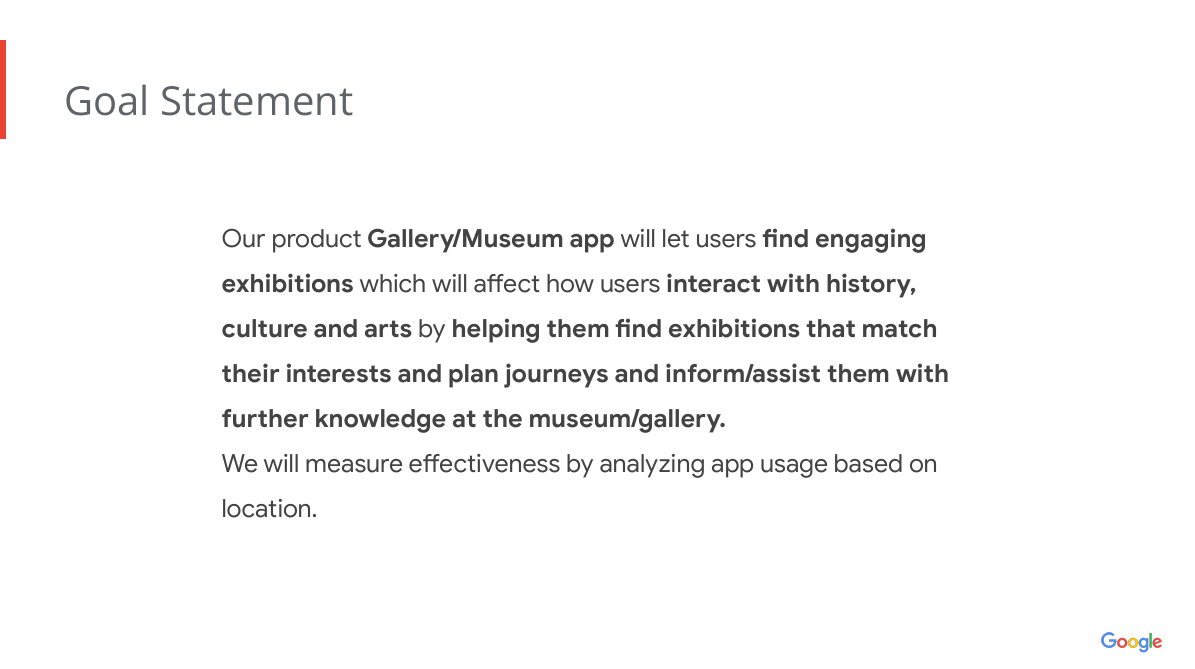 Goal Statement
Our product Gallery/Museum app will let users find engaging
exhibitions which will affect how users interact with history,
culture and arts by helping them find exhibitions that match
their interests and plan journeys and inform/assist them with
further knowledge at the museum/gallery.
We will measure effectiveness by analyzing app usage based on
location.
Google